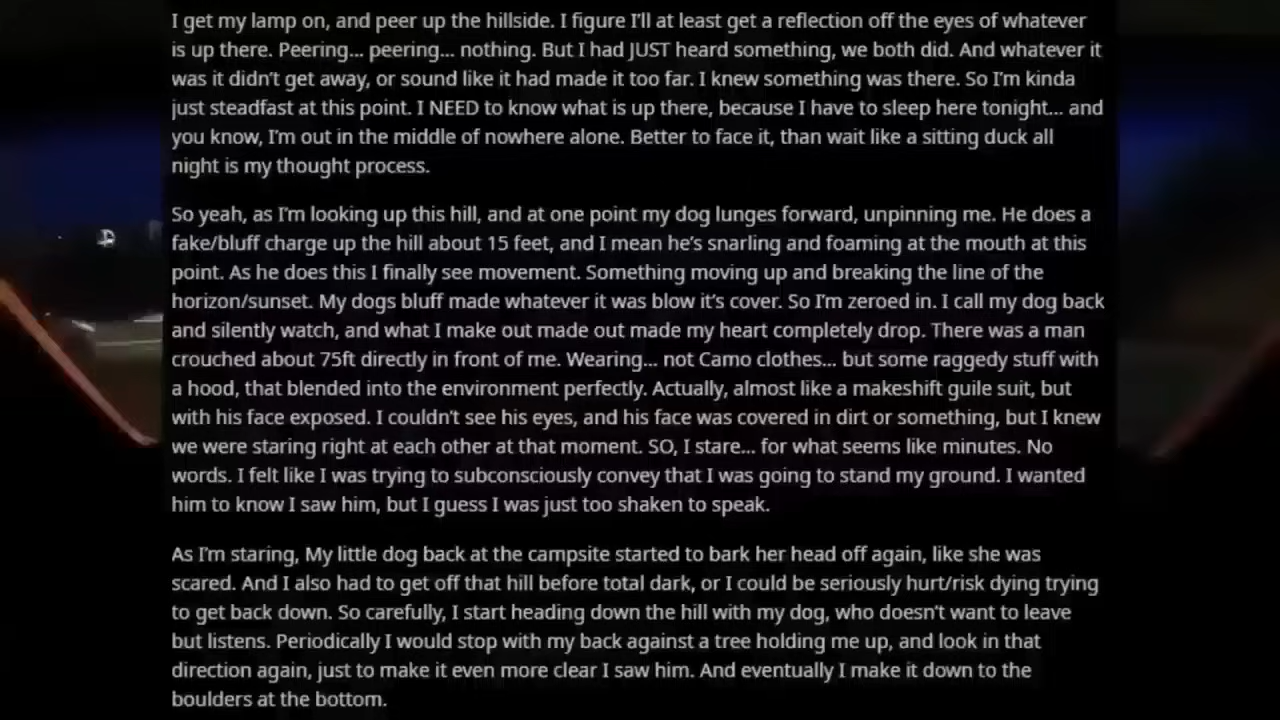 I get my lamp on, and peer up the hillside. I figure I'll at least get a reflection off the eyes of whatever
is up there. Peering... peering... nothing. But I had JUST heard something, we both did. And whatever it
was it didn't get away, or sound like it had made it too far. I knew something was there. So I'm kinda
just steadfast at this point. I NEED to know what is up there, because I have to sleep here tonight... and
you know, I'm out in the middle of nowhere alone. Better to face it, than wait like a sitting duck all
night is my thought process.
So yeah, as I'm looking up this hill, and at one point my dog lunges forward, unpinning me. He does a
fake/bluff charge up the hill about 15 feet, and I mean he's snarling and foaming at the mouth at this
point. As he does this I finally see movement. Something moving up and breaking the line of the
horizon/sunset. My dogs bluff made whatever it was blow it's cover. So I'm zeroed in. I call my dog back
and silently watch, and what I make out made out made my heart completely drop. There was a man
crouched about 75ft directly in front of me. Wearing... not Camo clothes... but some raggedy stuff with
a hood, that blended into the environment perfectly. Actually, almost like a makeshift guile suit, but
with his face exposed. I couldn't see his eyes, and his face was covered in dirt or something, but I knew
we were staring right at each other at that moment. SO, I stare... for what seems like minutes. No
words. I felt like I was trying to subconsciously convey that I was going to stand my ground. I wanted
him to know I saw him, but I guess I was just too shaken to speak.
As I'm staring, My little dog back at the campsite started to bark her head off again, like she was
scared. And I also had to get off that hill before total dark, or I could be seriously hurt/risk dying trying
to get back down. So carefully, I start heading down the hill with my dog, who doesn't want to leave
but listens. Periodically I would stop with my back against a tree holding me up, and look in that
direction again, just to make it even more clear I saw him. And eventually I make it down to the
boulders at the bottom.